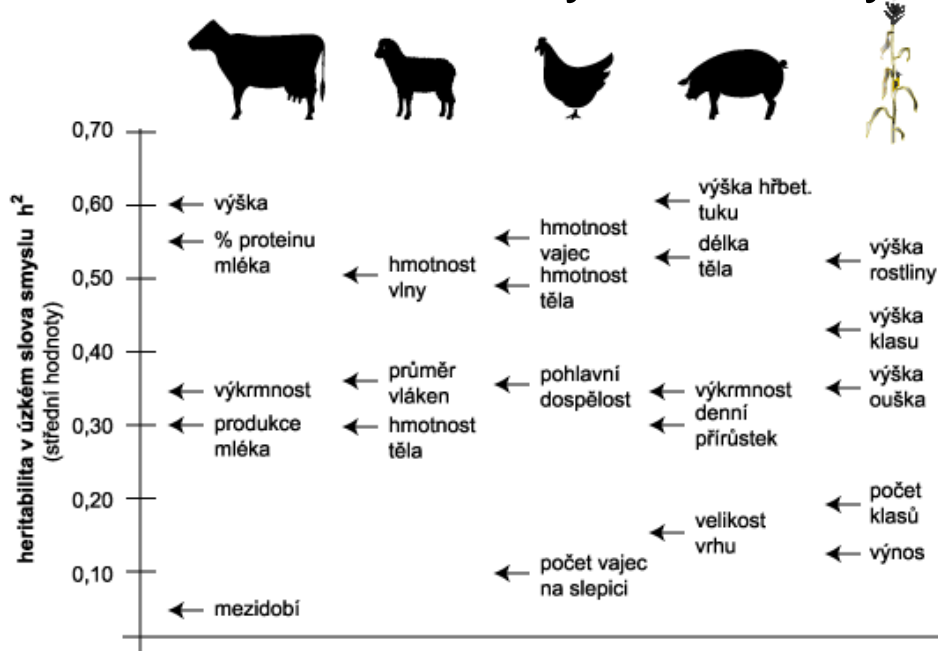 0,70
0,60
0,50
0,40
0,30
0,20
0,10
heritabilita v úzkém slova smyslu h²
(střední hodnoty)
výška
% proteinu
mléka
výkrmnost
produkce
mléka
mezidobí
hmotnost
vlny
průměr
vláken
hmotnost
těla
hmotnost
vajec
hmotnost
těla
pohlavní
dospělost
počet vajec
na slepici
výška hřbet.
tuku
délka
těla
výkrmnost
denní
přírůstek
velikost
vrhu
výška
rostliny
výška
klasu
výška
ouška
počet
klasů
výnos